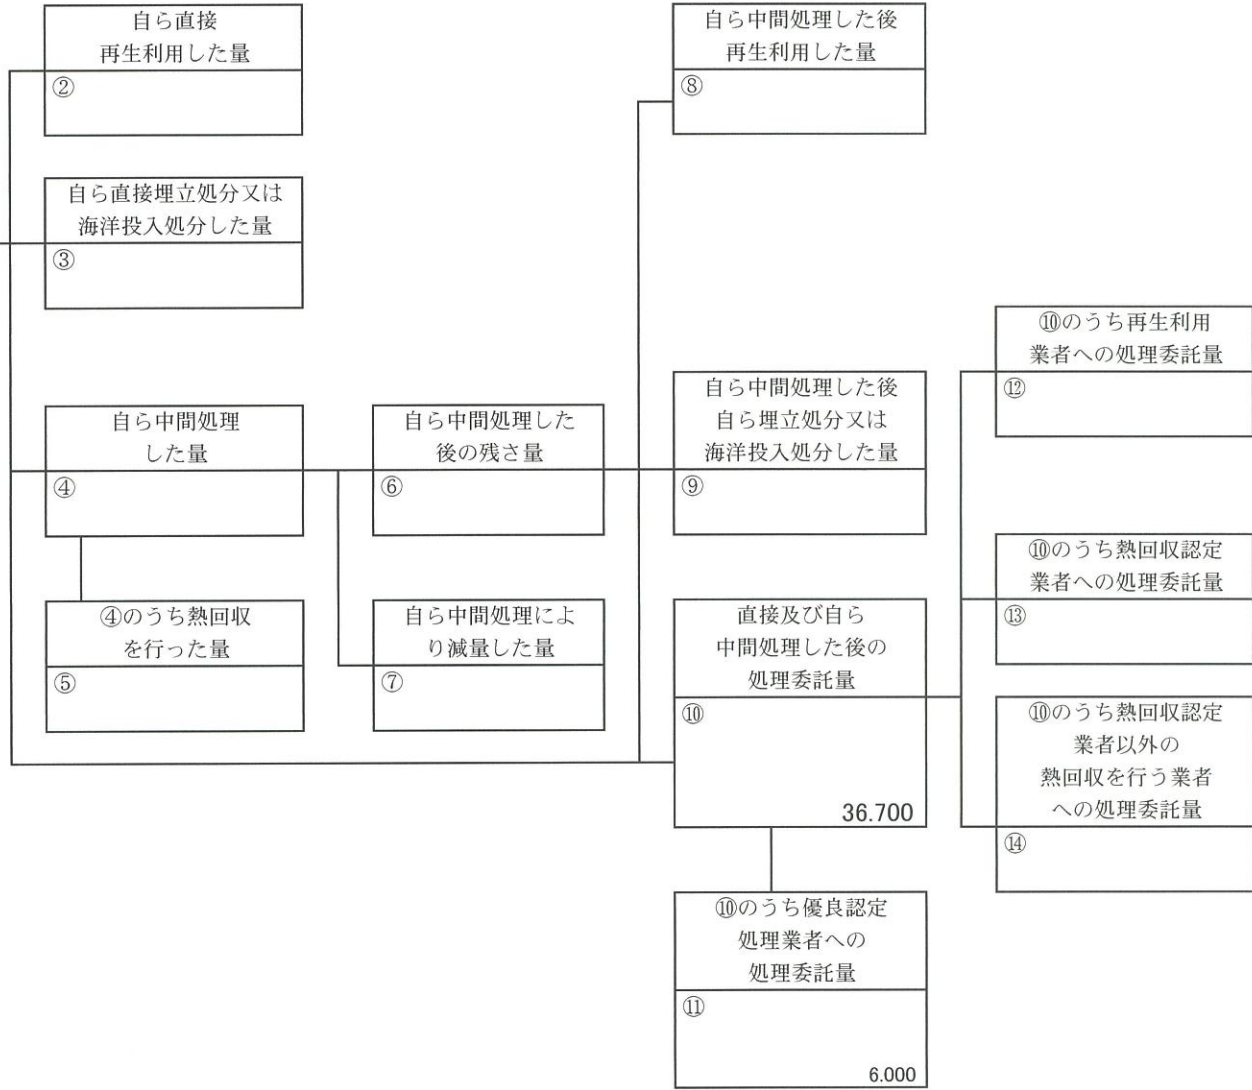 自ら直接
再生利用した量
②
自ら中間処理した後
再生利用した量
⑧
自ら直接埋立処分又は
海洋投入処分した量
③
自ら中間処理
した量
④
自ら中間処理した
後の残さ量
⑥
自ら中間処理した後
自ら埋立処分又は
海洋投入処分した量
⑨
⑩のうち再生利用
業者への処理委託量
⑫
④のうち熱回収
を行った量
⑤
自ら中間処理によ
り減量した量
⑦
直接及び自ら
中間処理した後の
処理委託量
⑩
36.700
⑩のうち熱回収認定
業者への処理委託量
⑬
⑩のうち熱回収認定
業者以外の
熱回収を行う業者
への処理委託量
⑭
⑩のうち優良認定
処理業者への
処理委託量
⑪
6.000